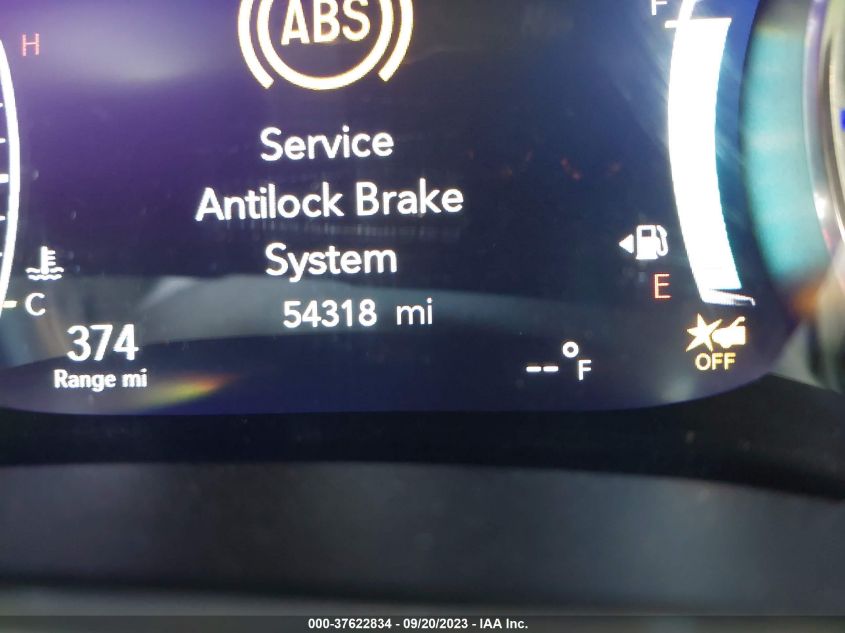 F
H
ABS
Service
Antilock Brake
System
E
C
54318 mi
374
Range mi
--°F
OFF
000-37622834 - 09/20/2023 - IAA Inc.